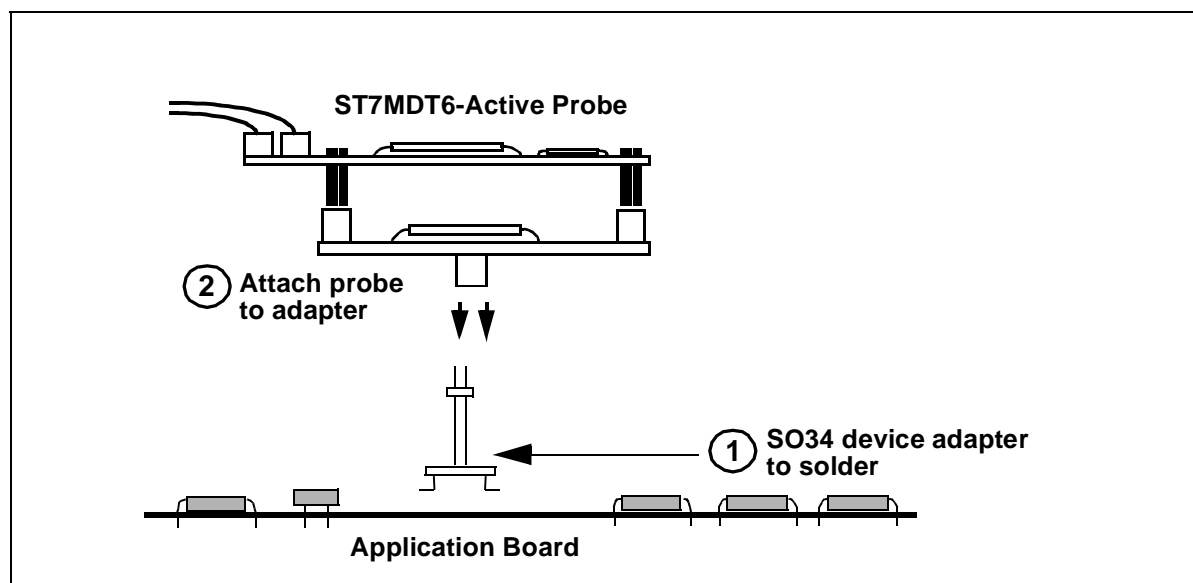 ST7MDT6-Active Probe
2 Attach probe
to adapter
1 SO34 device adapter
to solder
Application Board